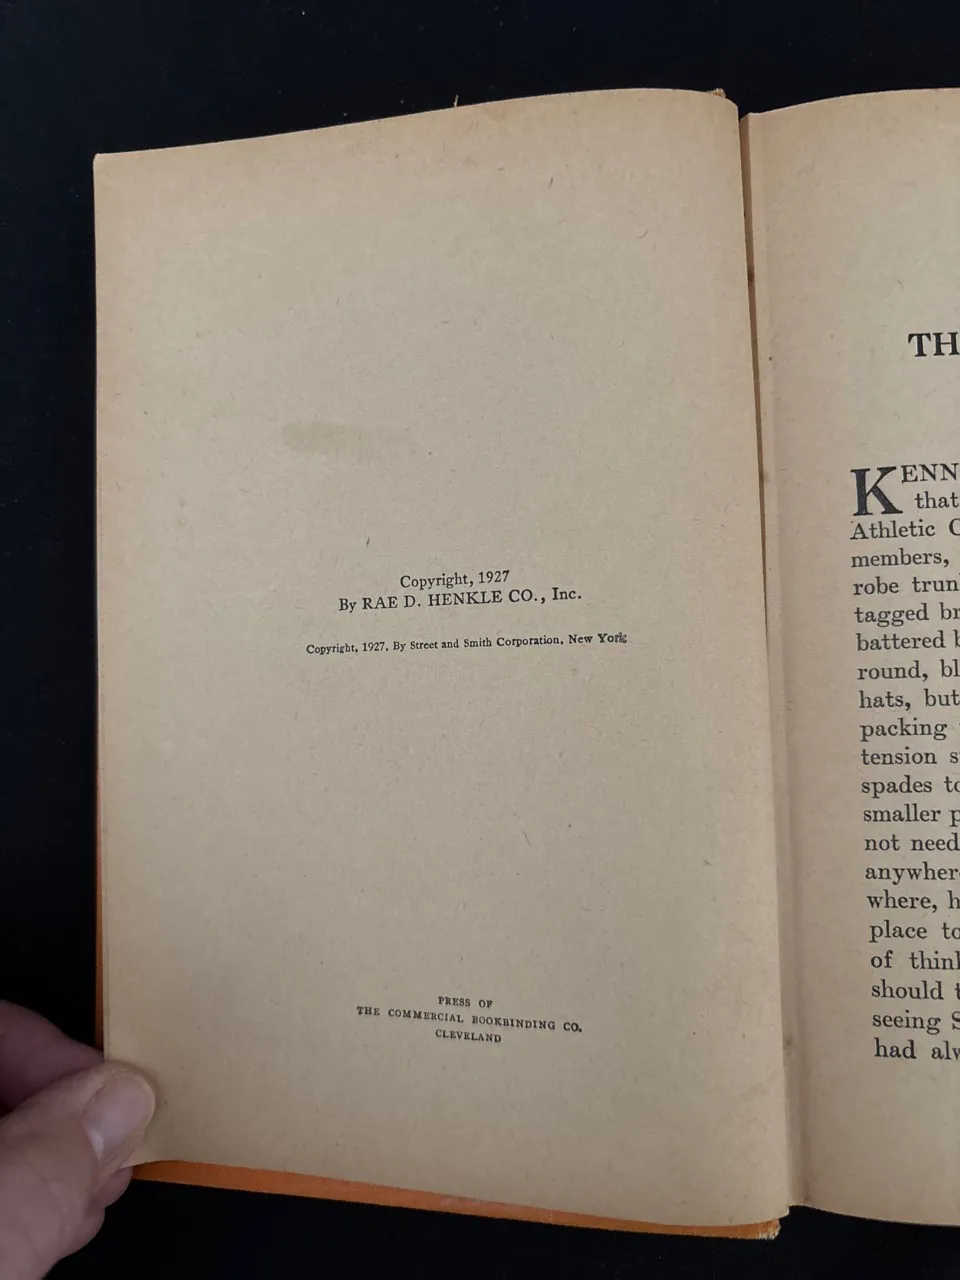 Copyright, 1927
By RAE D. HENKLE CO., Inc.
Copyright, 1927, By Street and Smith Corporation, New York
PRESS OF
THE COMMERCIAL BOOKBINDING CO.
CLEVELAND
TH
KENN
that
Athletic C
members,
robe trun
tagged br
battered b
round, bl
hats, but
packing
tension s
spades to
smaller p
not need
anywher
where, h
place to
of think
should t
seeing S
had alw